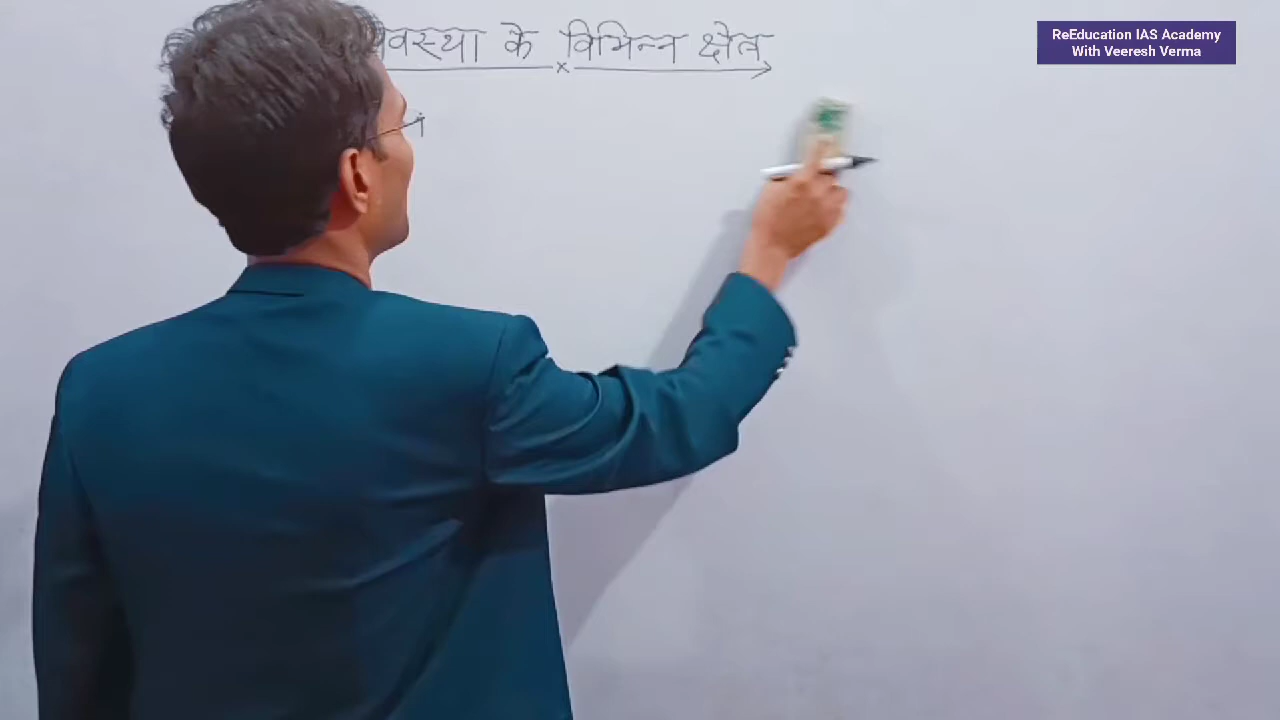 वस्था के विभिन्न क्षेत्र
ReEducation IAS Academy
With Veeresh Verma